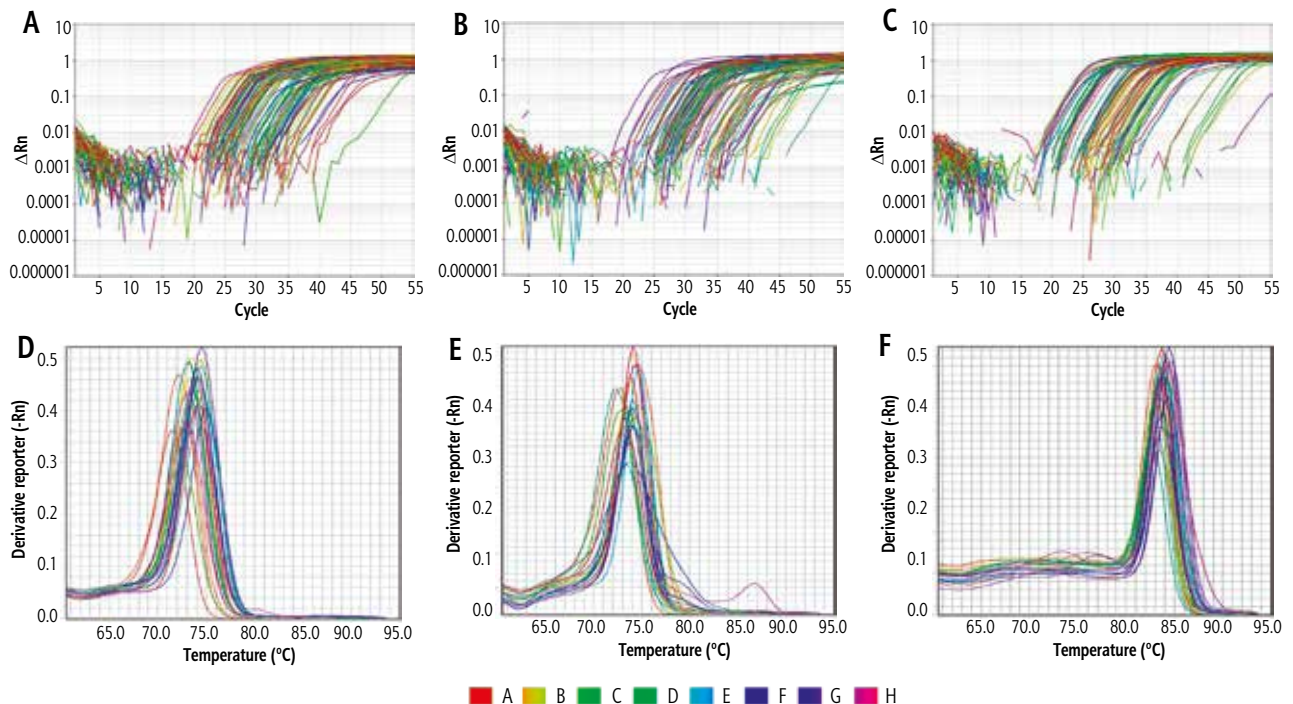 A
10
1
0.1
0.01
0.001
0.0001
0.00001
0.000001
ΔRn
5 10 15 20 25 30 35 40 45 50 55
Cycle
B
10
1
0.1
0.01
0.001
0.0001
0.00001
0.000001
ΔRn
5 10 15 20 25 30 35 40 45 50 55
Cycle
C
10
1
0.1
0.01
0.001
0.0001
0.00001
0.000001
ΔRn
5 10 15 20 25 30 35 40 45 50 55
Cycle
D
0.5
0.4
0.3
0.2
0.1
0.0
Derivative reporter (-Rn)
65.0 70.0 75.0 80.0 85.0 90.0 95.0
Temperature (ºC)
E
0.5
0.4
0.3
0.2
0.1
0.0
Derivative reporter (-Rn)
65.0 70.0 75.0 80.0 85.0 90.0 95.0
Temperature (ºC)
F
0.5
0.4
0.3
0.2
0.1
0.0
Derivative reporter (-Rn)
65.0 70.0 75.0 80.0 85.0 90.0 95.0
Temperature (ºC)
A B C D E F G H